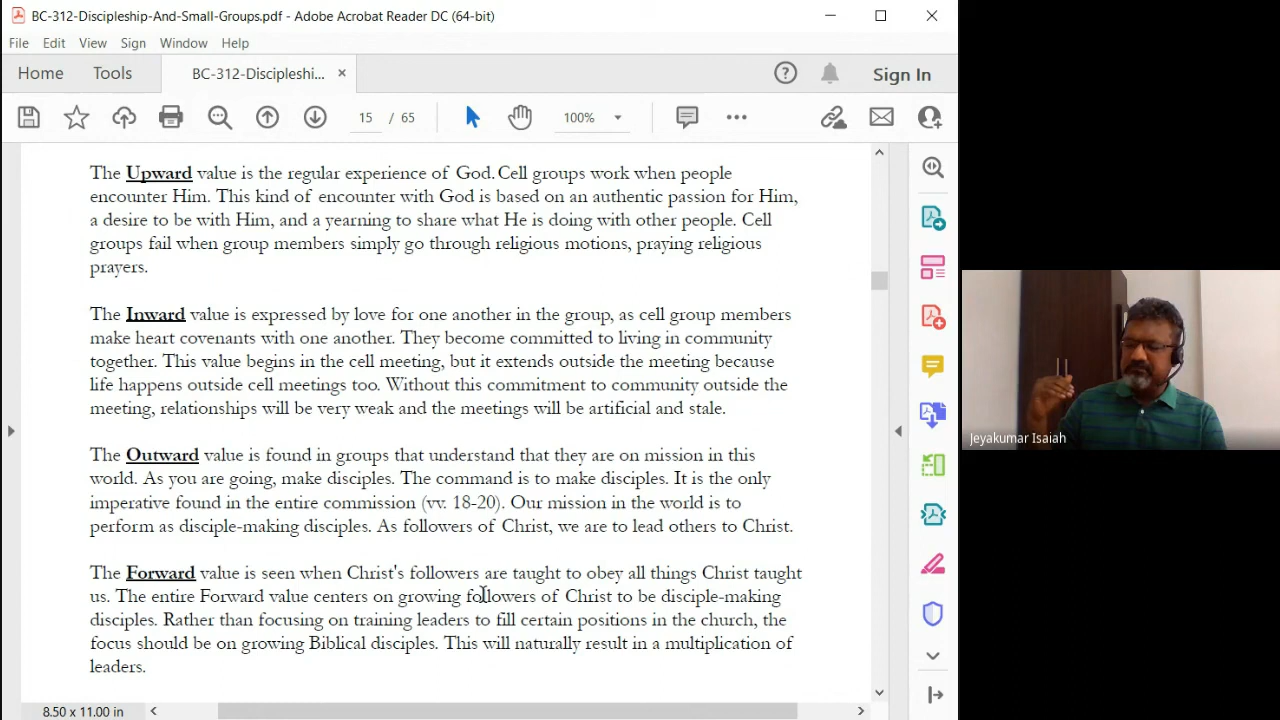 BC-312-Discipleship-And-Small-Groups.pdf - Adobe Acrobat Reader DC (64-bit)
File Edit View Sign Window Help
Home Tools BC-312-Discipleshi... × Sign In
15 / 65 100%
The Upward value is the regular experience of God. Cell groups work when people
encounter Him. This kind of encounter with God is based on an authentic passion for Him,
a desire to be with Him, and a yearning to share what He is doing with other people. Cell
groups fail when group members simply go through religious motions, praying religious
prayers.
The Inward value is expressed by love for one another in the group, as cell group members
make heart covenants with one another. They become committed to living in community
together. This value begins in the cell meeting, but it extends outside the meeting because
life happens outside cell meetings too. Without this commitment to community outside the
meeting, relationships will be very weak and the meetings will be artificial and stale.
The Outward value is found in groups that understand that they are on mission in this
world. As you are going, make disciples. The command is to make disciples. It is the only
imperative found in the entire commission (vv. 18-20). Our mission in the world is to
perform as disciple-making disciples. As followers of Christ, we are to lead others to Christ.
The Forward value is seen when Christ's followers are taught to obey all things Christ taught
us. The entire Forward value centers on growing followers of Christ to be disciple-making
disciples. Rather than focusing on training leaders to fill certain positions in the church, the
focus should be on growing Biblical disciples. This will naturally result in a multiplication of
leaders.
8.50 x 11.00 in
Jeyakumar Isaiah